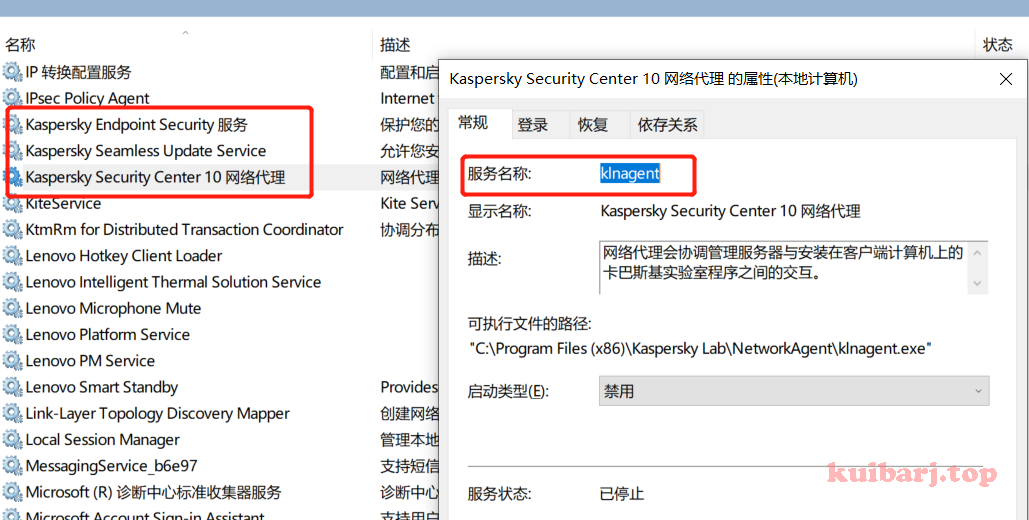 名称 描述 状态
IP 转换配置服务 配置和启
IPsec Policy Agent Internet
Kaspersky Endpoint Security 服务 保护您的
Kaspersky Seamless Update Service 允许您安
Kaspersky Security Center 10 网络代理 网络代理
KiteService Kite Serv
KtmRm for Distributed Transaction Coordinator 协调分布
Lenovo Hotkey Client Loader
Lenovo Intelligent Thermal Solution Service
Lenovo Microphone Mute
Lenovo Platform Service
Lenovo PM Service
Lenovo Smart Standby Provides
Link-Layer Topology Discovery Mapper 创建网络
Local Session Manager 管理本地
MessagingService_b6e97 支持短信
Microsoft (R) 诊断中心标准收集器服务 诊断中心
Microsoft Account Sign-in Assistant 支持用户
Kaspersky Security Center 10 网络代理 的属性(本地计算机)
常规 登录 恢复 依存关系
服务名称: klnagent
显示名称: Kaspersky Security Center 10 网络代理
描述: 网络代理会协调管理服务器与安装在客户端计算机上的
卡巴斯基实验室程序之间的交互。
可执行文件的路径:
"C:\Program Files (x86)\Kaspersky Lab\NetworkAgent\klnagent.exe"
启动类型(E): 禁用
服务状态: 已停止
kuibarj.top